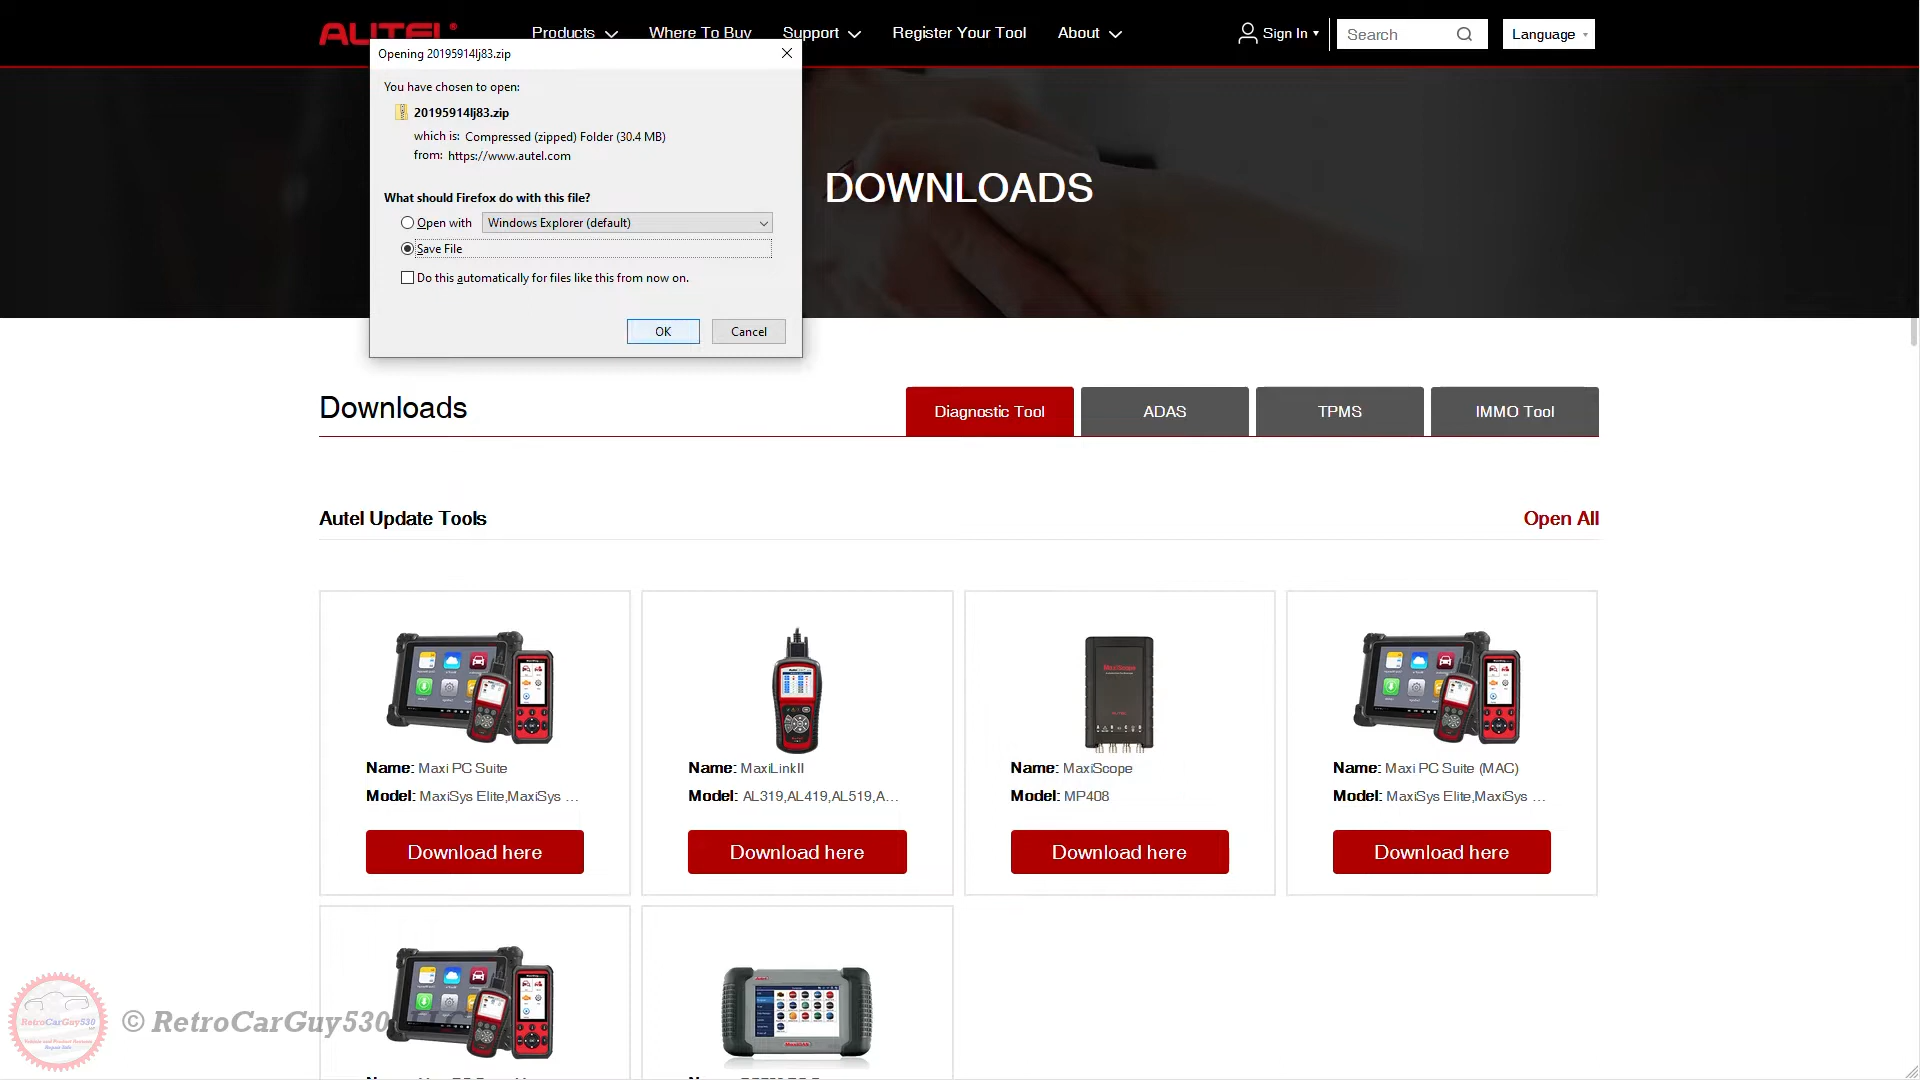 AUTEL
Products
Where To Buy
Support
Register Your Tool
About
Sign In
Search
Language
Opening 20195914lj83.zip
You have chosen to open:
20195914lj83.zip
which is: Compressed (zipped) Folder (30.4 MB)
from: https://www.autel.com
What should Firefox do with this file?
Open with Windows Explorer (default)
Save File
Do this automatically for files like this from now on.
OK Cancel
DOWNLOADS
Downloads
Diagnostic Tool
ADAS
TPMS
IMMO Tool
Autel Update Tools
Open All
Name: Maxi PC Suite
Model: MaxiSys Elite,MaxiSys ...
Download here
Name: MaxiLinkII
Model: AL319,AL419,AL519,A...
Download here
Name: MaxiScope
Model: MP408
Download here
Name: Maxi PC Suite (MAC)
Model: MaxiSys Elite,MaxiSys ...
Download here
RetroCarGuy530
© RetroCarGuy530 LLC